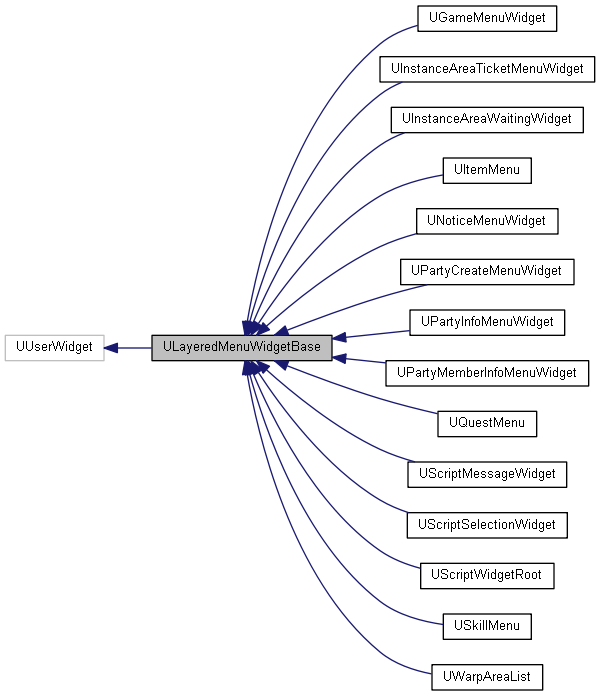 UGameMenuWidget
UInstanceAreaTicketMenuWidget
UInstanceAreaWaitingWidget
UItemMenu
UNoticeMenuWidget
UPartyCreateMenuWidget
UPartyInfoMenuWidget
UUserWidget
ULayeredMenuWidgetBase
UPartyMemberInfoMenuWidget
UQuestMenu
UScriptMessageWidget
UScriptSelectionWidget
UScriptWidgetRoot
USkillMenu
UWarpAreaList